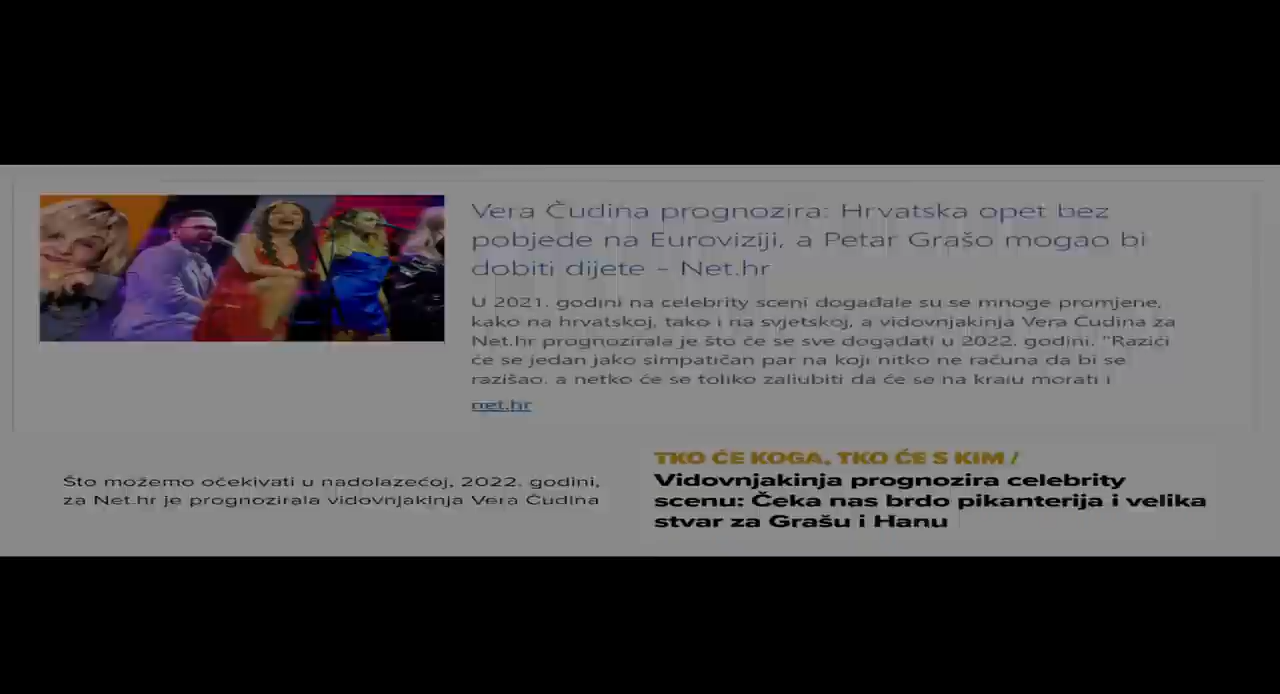 Vera Čudina prognozira: Hrvatska opet bez
pobjede na Euroviziji, a Petar Grašo mogao bi
dobiti dijete – Net.hr
U 2021. godini na celebrity sceni događale su se mnoge promjene,
kako na hrvatskoj, tako i na svjetskoj, a vidovnjakinja Vera Čudina za
Net.hr prognozirala je što će se sve događati u 2022. godini. "Razići
će se jedan jako simpatičan par na koji nitko ne računa da bi se
razišao, a netko će se toliko zaljubiti da će se na kraju morati i
net.hr
Što možemo očekivati u nadolazećoj, 2022. godini,
za Net.hr je prognozirala vidovnjakinja Vera Čudina
TKO ĆE KOGA, TKO ĆE S KIM /
Vidovnjakinja prognozira celebrity
scenu: Čeka nas brdo pikanterija i velika
stvar za Grašu i Hanu